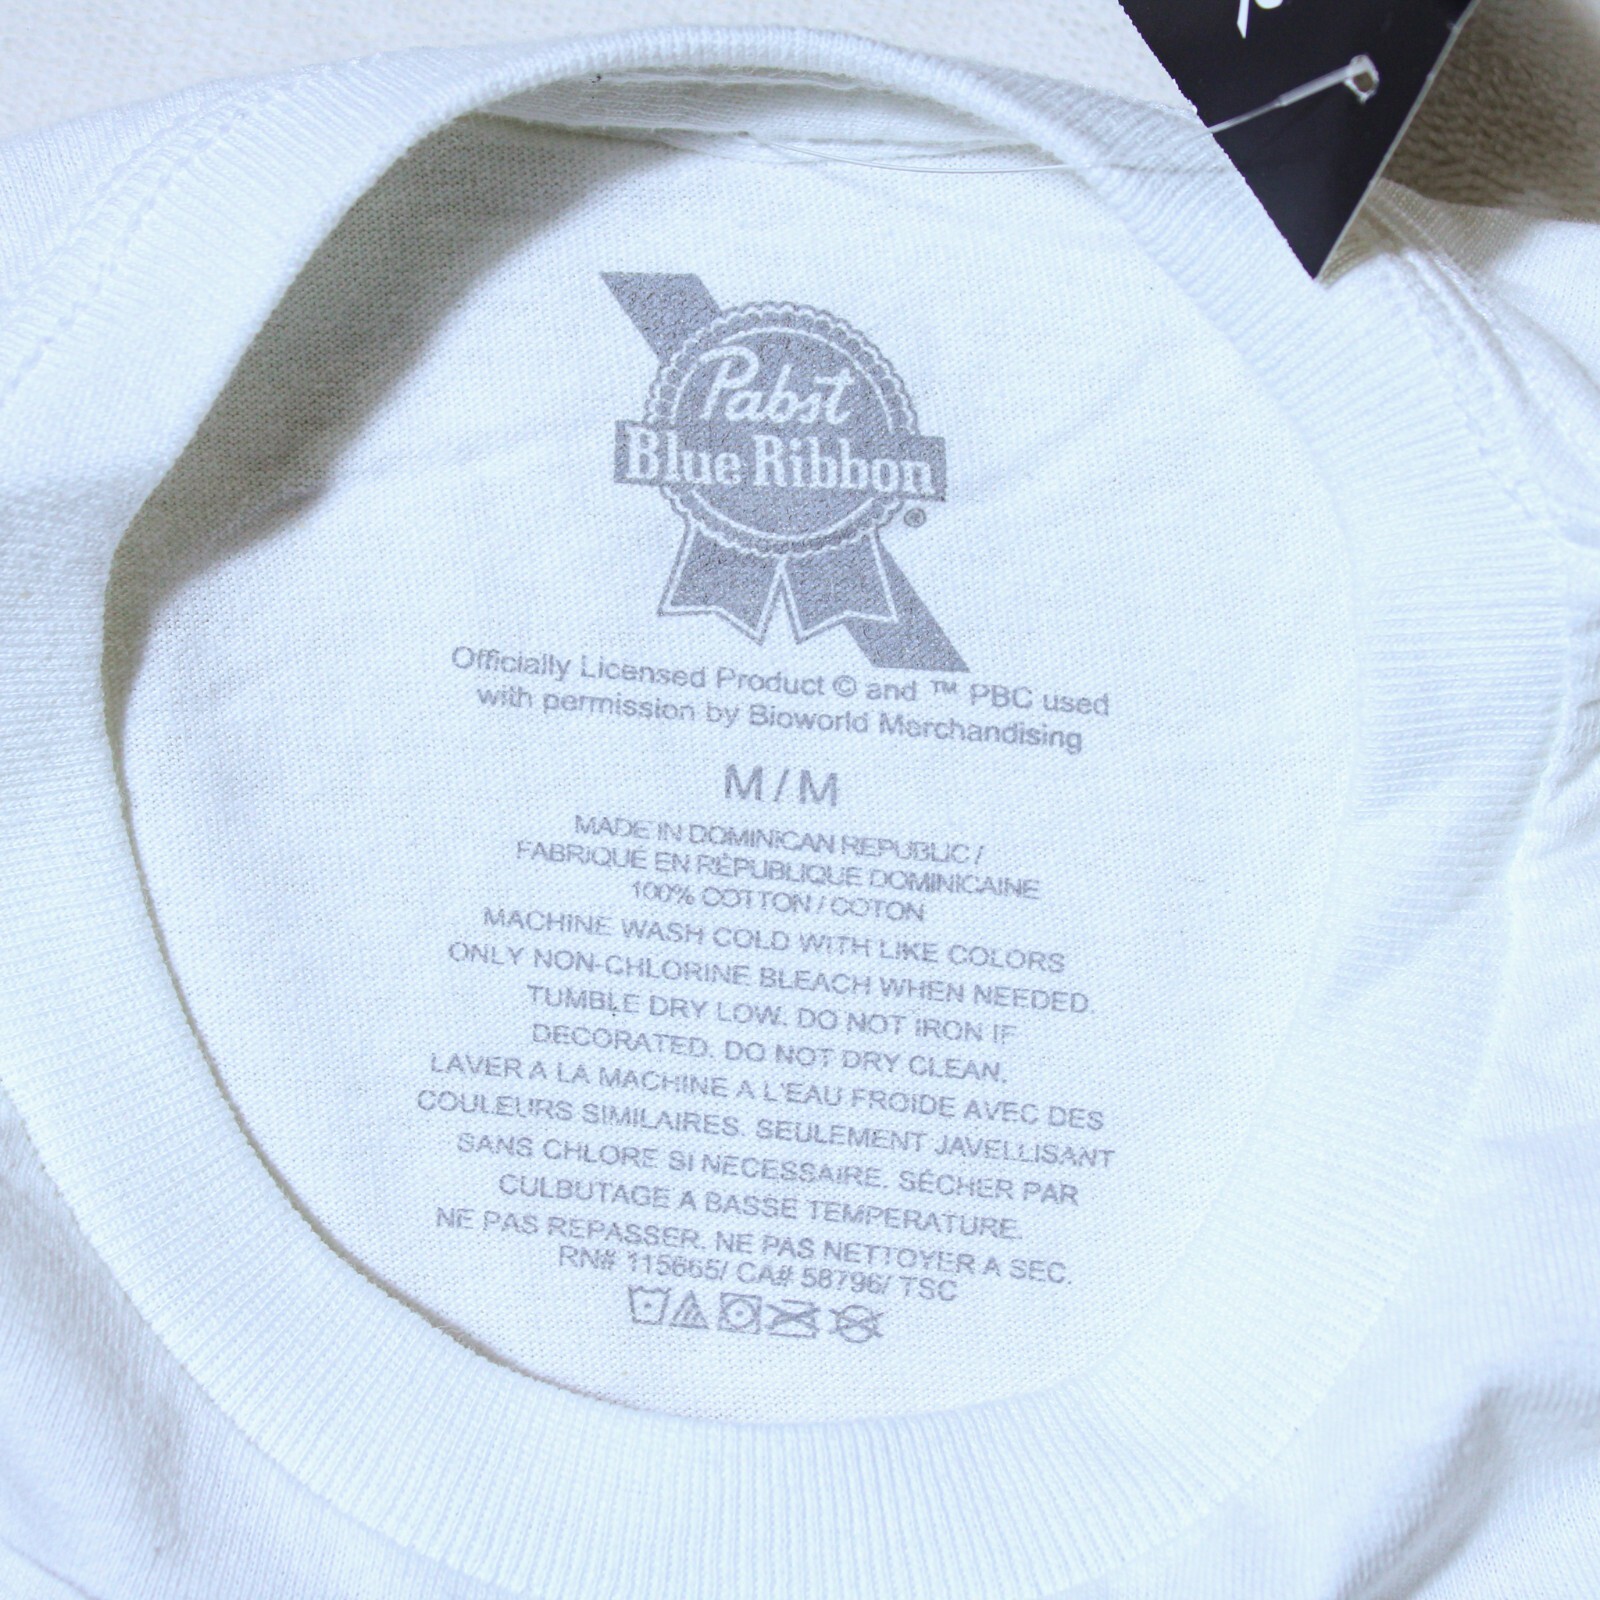 Pabst
Blue Ribbon
®
Officially Licensed Product © and ™ PBC used
with permission by Bioworld Merchandising
M / M
MADE IN DOMINICAN REPUBLIC /
FABRIQUÉ EN RÉPUBLIQUE DOMINICAINE
100% COTTON / COTON
MACHINE WASH COLD WITH LIKE COLORS
ONLY NON-CHLORINE BLEACH WHEN NEEDED.
TUMBLE DRY LOW. DO NOT IRON IF
DECORATED. DO NOT DRY CLEAN.
LAVER A LA MACHINE A L'EAU FROIDE AVEC DES
COULEURS SIMILAIRES. SEULEMENT JAVELLISANT
SANS CHLORE SI NECESSAIRE. SÉCHER PAR
CULBUTAGE A BASSE TEMPERATURE.
NE PAS REPASSER. NE PAS NETTOYER A SEC.
RN# 115665/ CA# 58796/ TSC